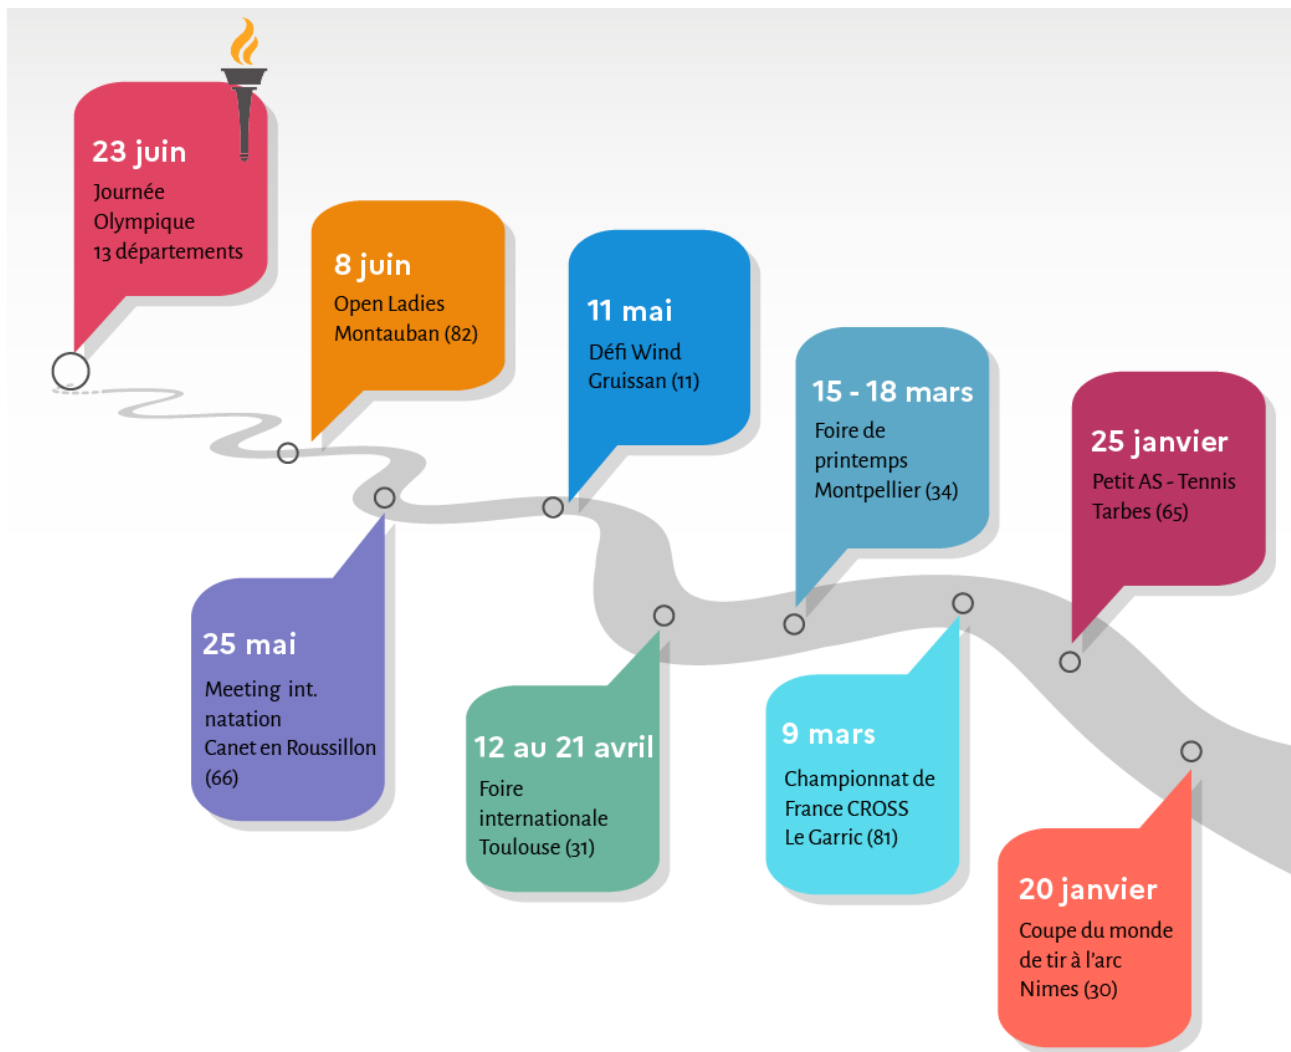 23 juin
Journée
Olympique
13 départements
8 juin
Open Ladies
Montauban (82)
11 mai
Défi Wind
Gruissan (11)
15 - 18 mars
Foire de
printemps
Montpellier (34)
25 janvier
Petit AS - Tennis
Tarbes (65)
25 mai
Meeting int.
natation
Canet en Roussillon
(66)
12 au 21 avril
Foire
internationale
Toulouse (31)
9 mars
Championnat de
France CROSS
Le Garric (81)
20 janvier
Coupe du monde
de tir à l'arc
Nimes (30)